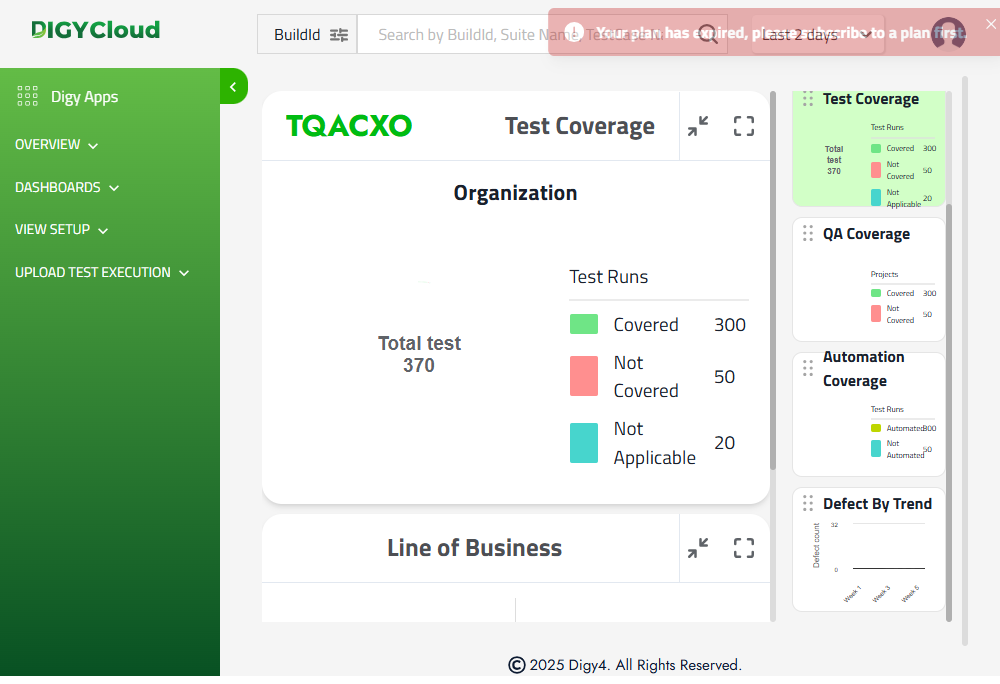 DIGYCloud
BuildId
Search by BuildId, Suite Name, Test
Last 2 days
Your plan has expired, please subscribe to a plan first.
Digy Apps
OVERVIEW
DASHBOARDS
VIEW SETUP
UPLOAD TEST EXECUTION
TQACXO
Test Coverage
Organization
Total test
370
Test Runs
Covered 300
Not
Covered
50
Not
Applicable
20
Line of Business
Test Coverage
Total
test
370
Test Runs
Covered 300
Not
Covered
50
Not
Applicable
20
QA Coverage
Projects
Covered 300
Not
Covered
50
Automation
Coverage
Test Runs
Automated 300
Not
Automated
50
Defect By Trend
Defect count
32
0
Week 1
Week 3
Week 5
© 2025 Digy4. All Rights Reserved.